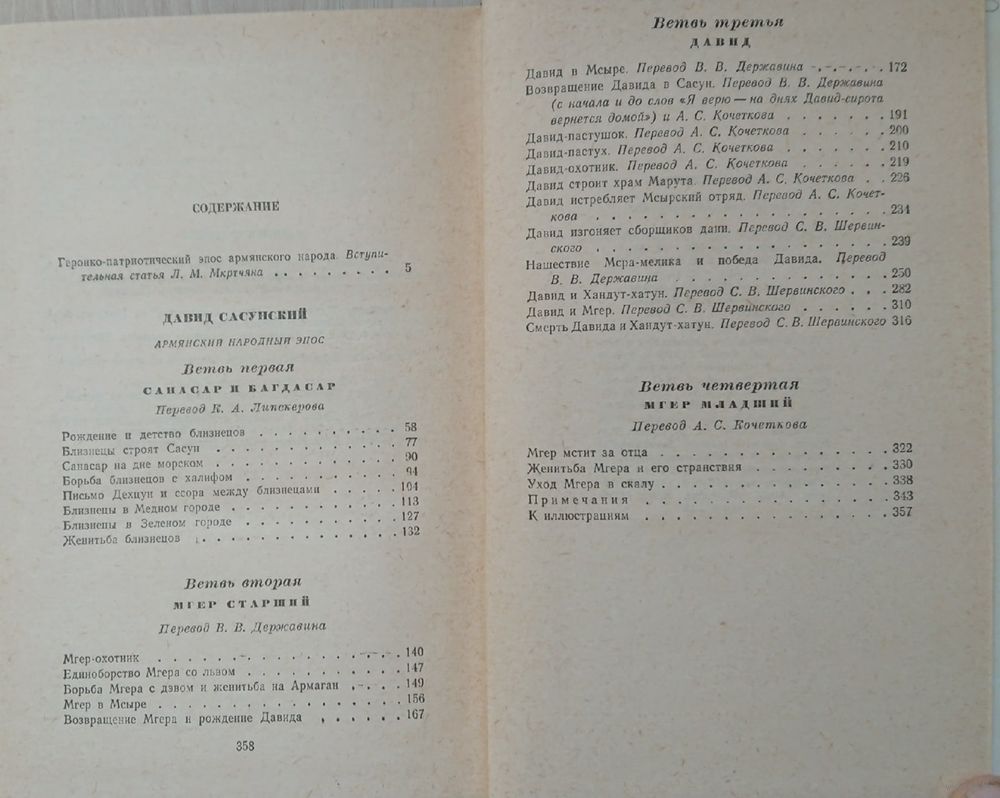 СОДЕРЖАНИЕ
Героико-патриотический эпос армянского народа. Вступи-
тельная статья Л. М. Мкртчяна . . . . . . . . 5
ДАВИД САСУНСКИЙ
АРМЯНСКИЙ НАРОДНЫЙ ЭПОС
Ветвь первая
САНАСАР И БАГДАСАР
Перевод К. А. Липскерова
Рождение и детство близнецов . . . . . . . . 58
Близнецы строят Сасун . . . . . . . . . . 77
Санасар на дне морском . . . . . . . . . . 90
Борьба близнецов с халифом . . . . . . . . . 94
Письмо Дехцун и ссора между близнецами . . . . . 104
Близнецы в Медном городе . . . . . . . . . 113
Близнецы в Зеленом городе . . . . . . . . . 127
Женитьба близнецов . . . . . . . . . . . 132
Ветвь вторая
МГЕР СТАРШИЙ
Перевод В. В. Державина
Мгер-охотник . . . . . . . . . . . . . 140
Единоборство Мгера со львом . . . . . . . . 147
Борьба Мгера с дэвом и женитьба на Армаган . . . . 149
Мгер в Мсыре . . . . . . . . . . . . . 156
Возвращение Мгера и рождение Давида . . . . . . 167
358
Ветвь третья
ДАВИД
Давид в Мсыре. Перевод В. В. Державина . . . . . . 172
Возвращение Давида в Сасун. Перевод В. В. Державина
(с начала и до слов «Я верю — на днях Давид-сирота
вернется домой») и А. С. Кочеткова . . . . . . . 191
Давид-пастушок. Перевод А. С. Кочеткова . . . . . . 200
Давид-пастух. Перевод А. С. Кочеткова . . . . . . . 210
Давид-охотник. Перевод А. С. Кочеткова . . . . . . 219
Давид строит храм Марута. Перевод А. С. Кочеткова . . 226
Давид истребляет Мсырский отряд. Перевод А. С. Кочет-
кова . . . . . . . . . . . . . . . . 234
Давид изгоняет сборщиков дани. Перевод С. В. Шервин-
ского . . . . . . . . . . . . . . . . 239
Нашествие Мсра-мелика и победа Давида. Перевод
В. В. Державина . . . . . . . . . . . . 250
Давид и Хандут-хатун. Перевод С. В. Шервинского . . . 282
Давид и Мгер. Перевод С. В. Шервинского . . . . . . 310
Смерть Давида и Хандут-хатун. Перевод С. В. Шервинского 316
Ветвь четвертая
МГЕР МЛАДШИЙ
Перевод А. С. Кочеткова
Мгер мстит за отца . . . . . . . . . . . . 322
Женитьба Мгера и его странствия . . . . . . . . 330
Уход Мгера в скалу . . . . . . . . . . . . 338
Примечания . . . . . . . . . . . . . 343
К иллюстрациям . . . . . . . . . . . . . 357